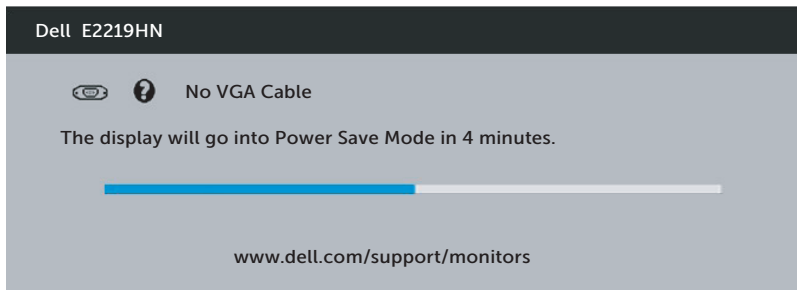 Dell E2219HN
No VGA Cable
The display will go into Power Save Mode in 4 minutes.
www.dell.com/support/monitors